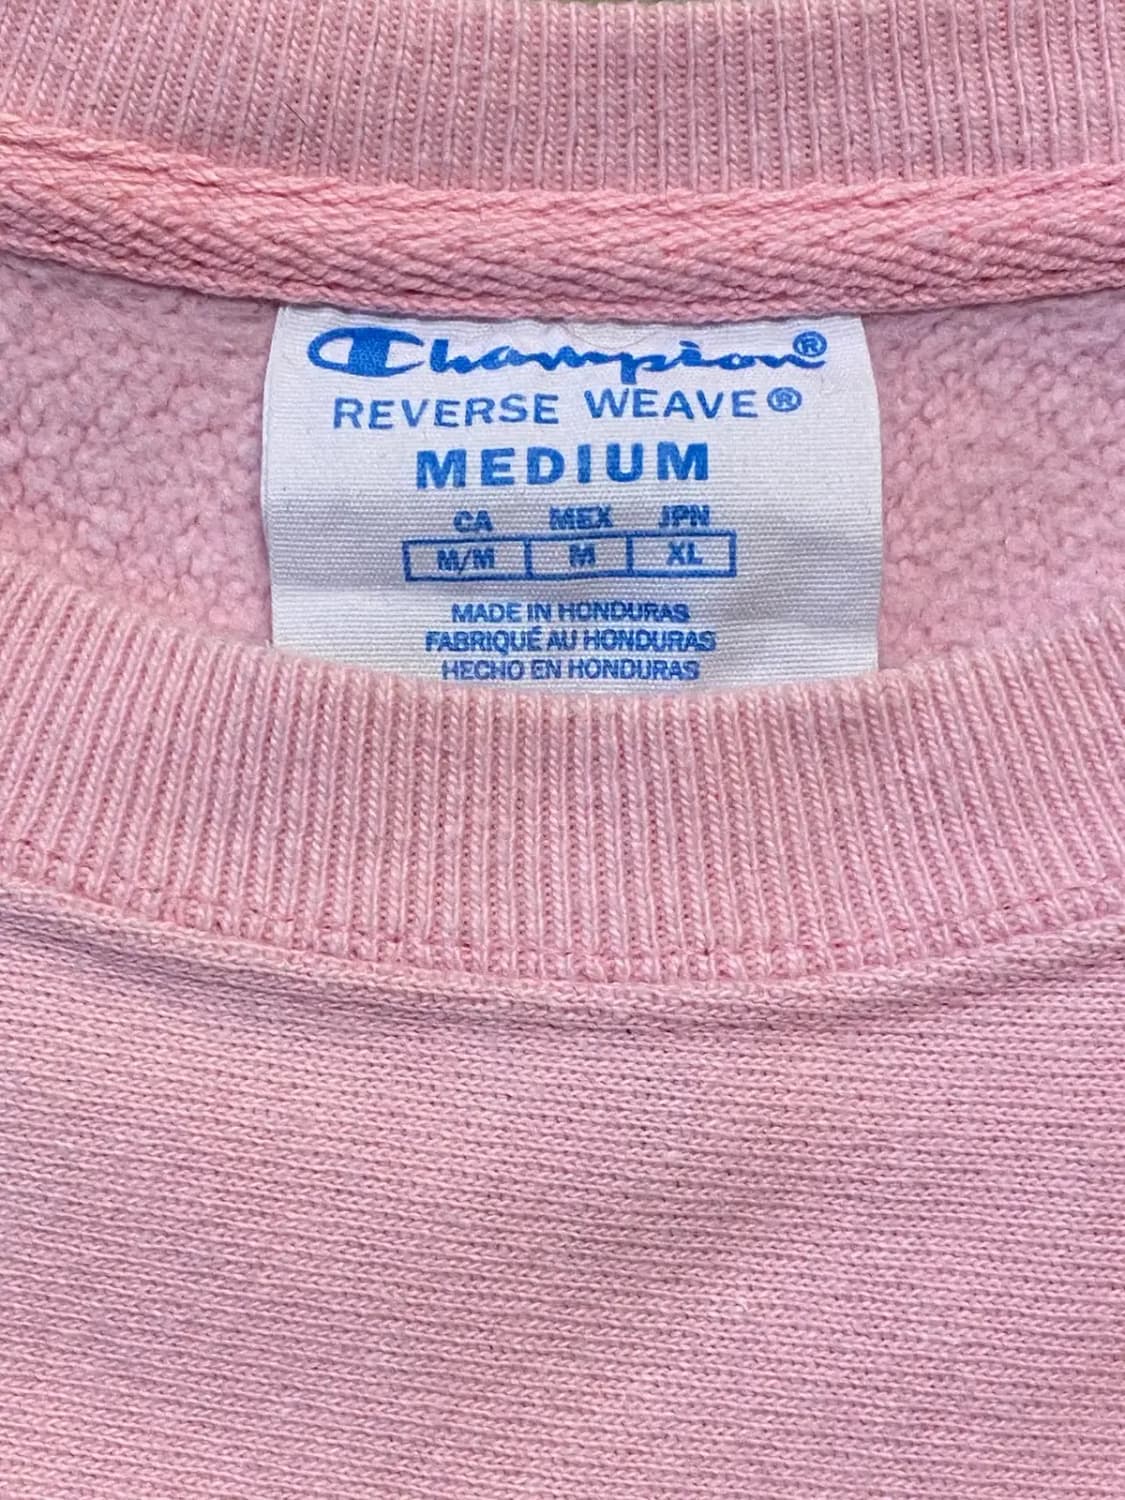 Champion®
REVERSE WEAVE®
MEDIUM
CA MEX JPN
M/M M XL
MADE IN HONDURAS
FABRIQUÉ AU HONDURAS
HECHO EN HONDURAS